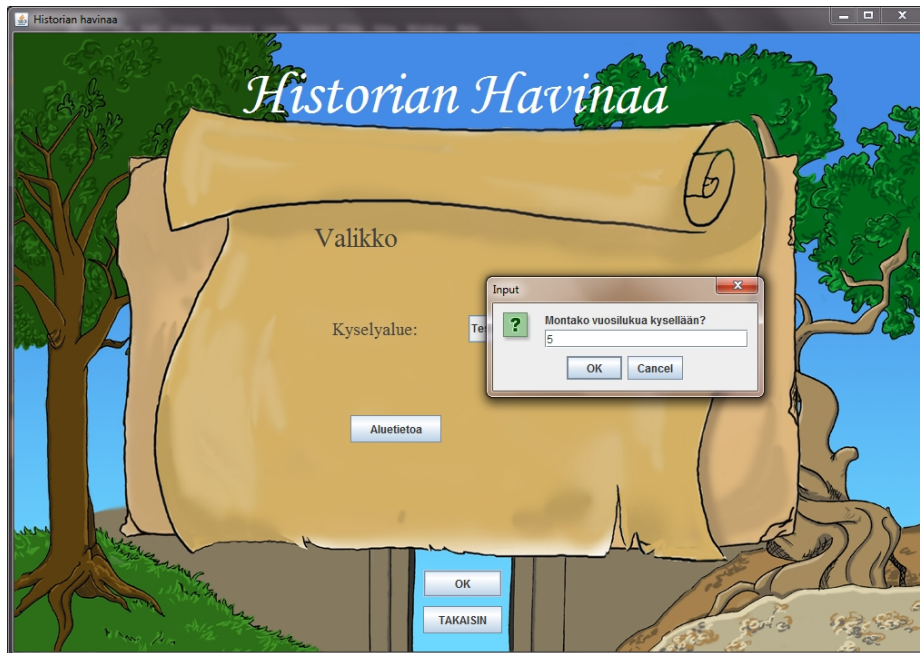 Historian havinaa
Historian Havinaa
Valikko
Input
Montako vuosilukua kysellään?
5
Kyselyalue:
OK
Cancel
Aluetietoa
OK
TAKAISIN